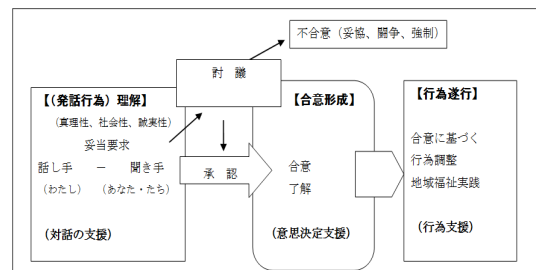 不合意（妥協、闘争、強制）
討　議
【（発話行為）理解】
（真理性、社会性、誠実性）
妥当要求
話し手　－　聞き手
（わたし）　（あなた・たち）
（対話の支援）
承　認
【合意形成】
合意
了解
（意思決定支援）
【行為遂行】
合意に基づく
行為調整
地域福祉実践
（行為支援）